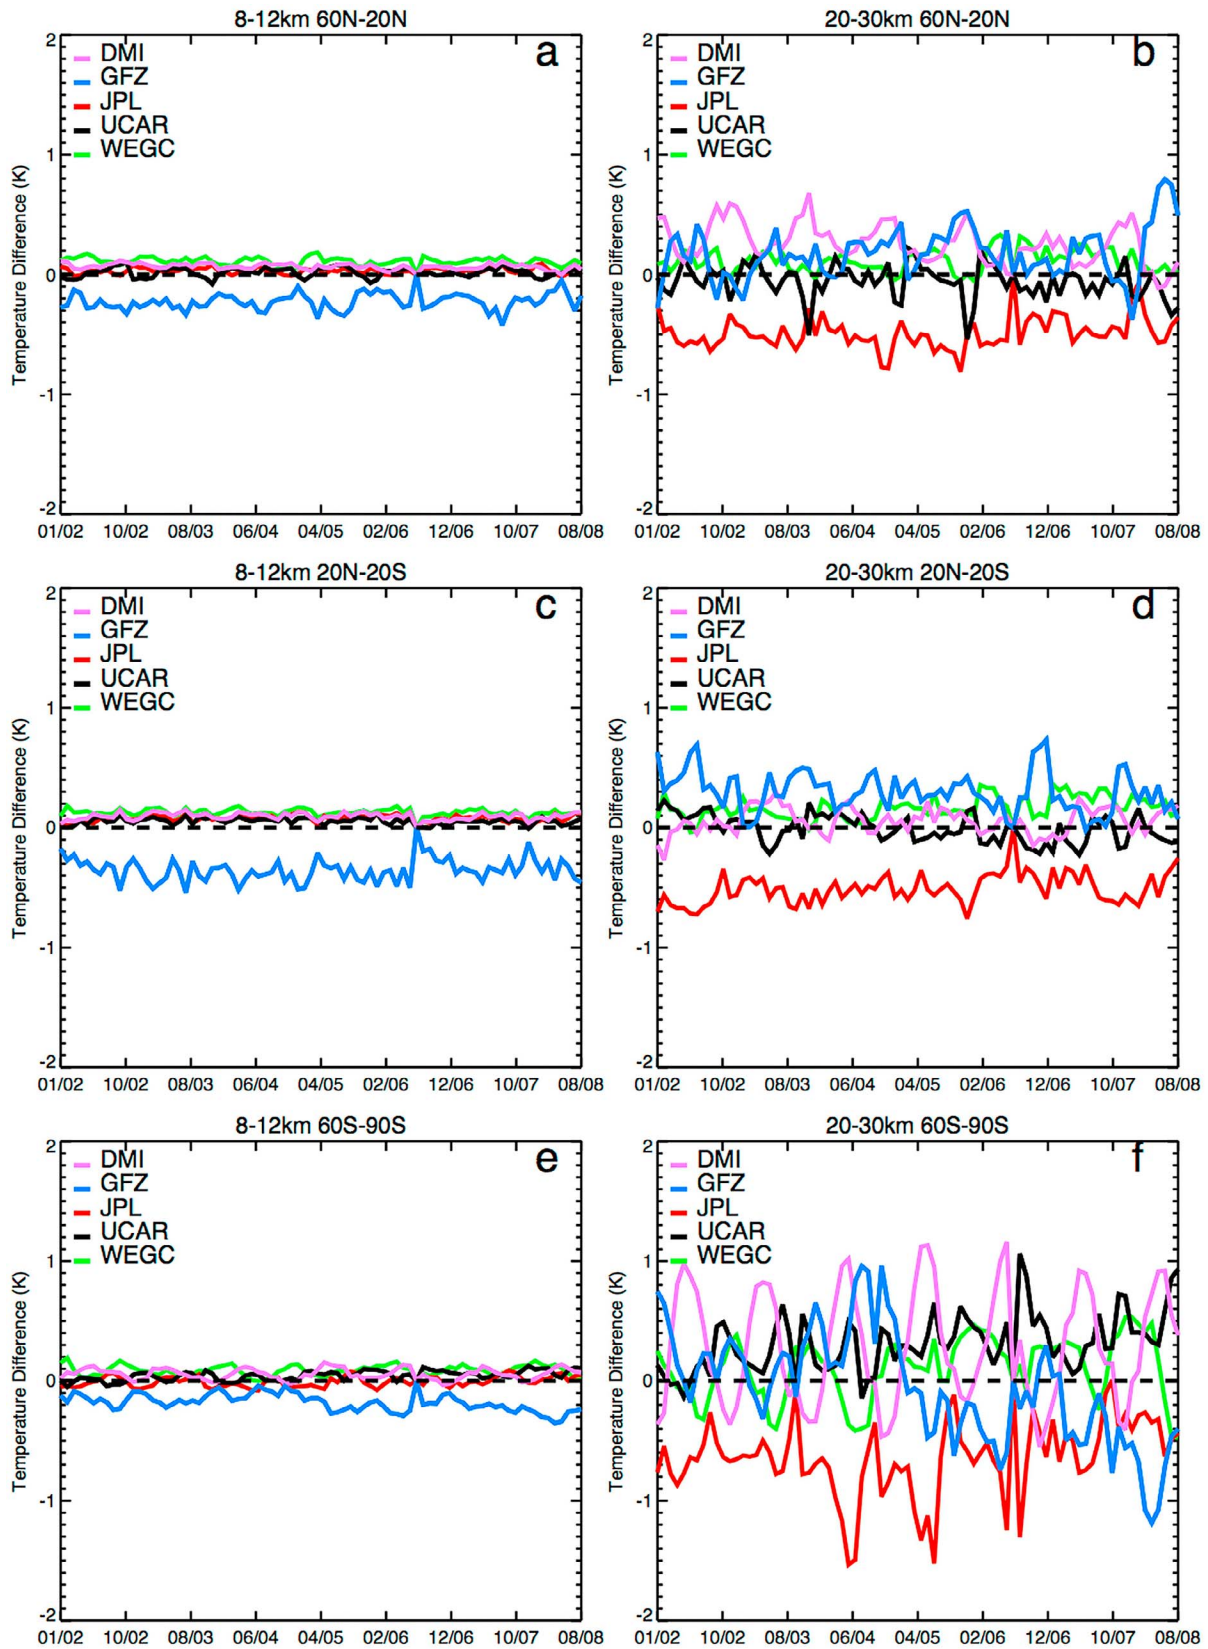 8-12km 60N-20N
2
1
0
-1
-2
Temperature Difference (K)
DMI
GFZ
JPL
UCAR
WEGC
a
01/02 10/02 08/03 06/04 04/05 02/06 12/06 10/07 08/08
20-30km 60N-20N
2
1
0
-1
-2
Temperature Difference (K)
DMI
GFZ
JPL
UCAR
WEGC
b
01/02 10/02 08/03 06/04 04/05 02/06 12/06 10/07 08/08
8-12km 20N-20S
2
1
0
-1
-2
Temperature Difference (K)
DMI
GFZ
JPL
UCAR
WEGC
c
01/02 10/02 08/03 06/04 04/05 02/06 12/06 10/07 08/08
20-30km 20N-20S
2
1
0
-1
-2
Temperature Difference (K)
DMI
GFZ
JPL
UCAR
WEGC
d
01/02 10/02 08/03 06/04 04/05 02/06 12/06 10/07 08/08
8-12km 60S-90S
2
1
0
-1
-2
Temperature Difference (K)
DMI
GFZ
JPL
UCAR
WEGC
e
01/02 10/02 08/03 06/04 04/05 02/06 12/06 10/07 08/08
20-30km 60S-90S
2
1
0
-1
-2
Temperature Difference (K)
DMI
GFZ
JPL
UCAR
WEGC
f
01/02 10/02 08/03 06/04 04/05 02/06 12/06 10/07 08/08